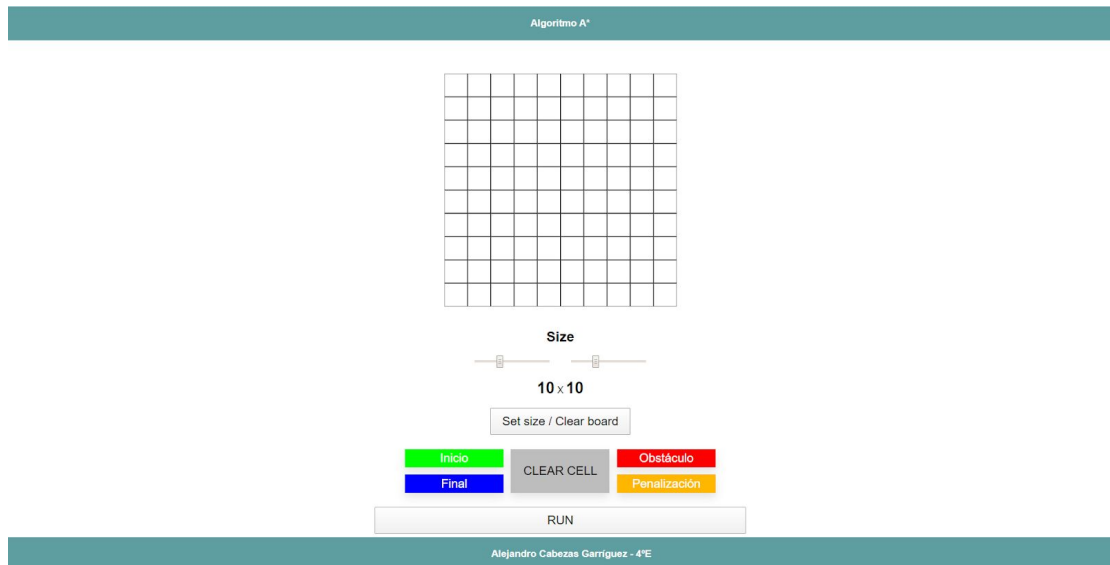 Algoritmo A*
Size
10 x 10
Set size / Clear board
Inicio
Final
CLEAR CELL
Obstáculo
Penalización
RUN
Alejandro Cabezas Garríguez - 4ºE